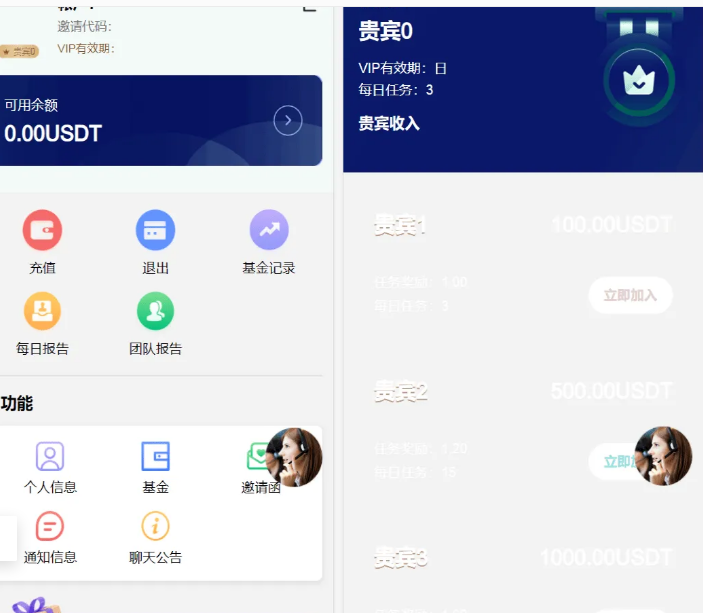 邀请代码：
贵宾0
VIP有效期：
可用余额
0.00USDT
充值
退出
基金记录
每日报告
团队报告
功能
个人信息
基金
邀请函
通知信息
聊天公告
贵宾0
VIP有效期： 日
每日任务： 3
贵宾收入
贵宾1
100.00USDT
任务奖励： 1.00
每日任务： 3
立即加入
贵宾2
500.00USDT
任务奖励： 1.20
每日任务： 15
立即
贵宾3
1000.00USDT